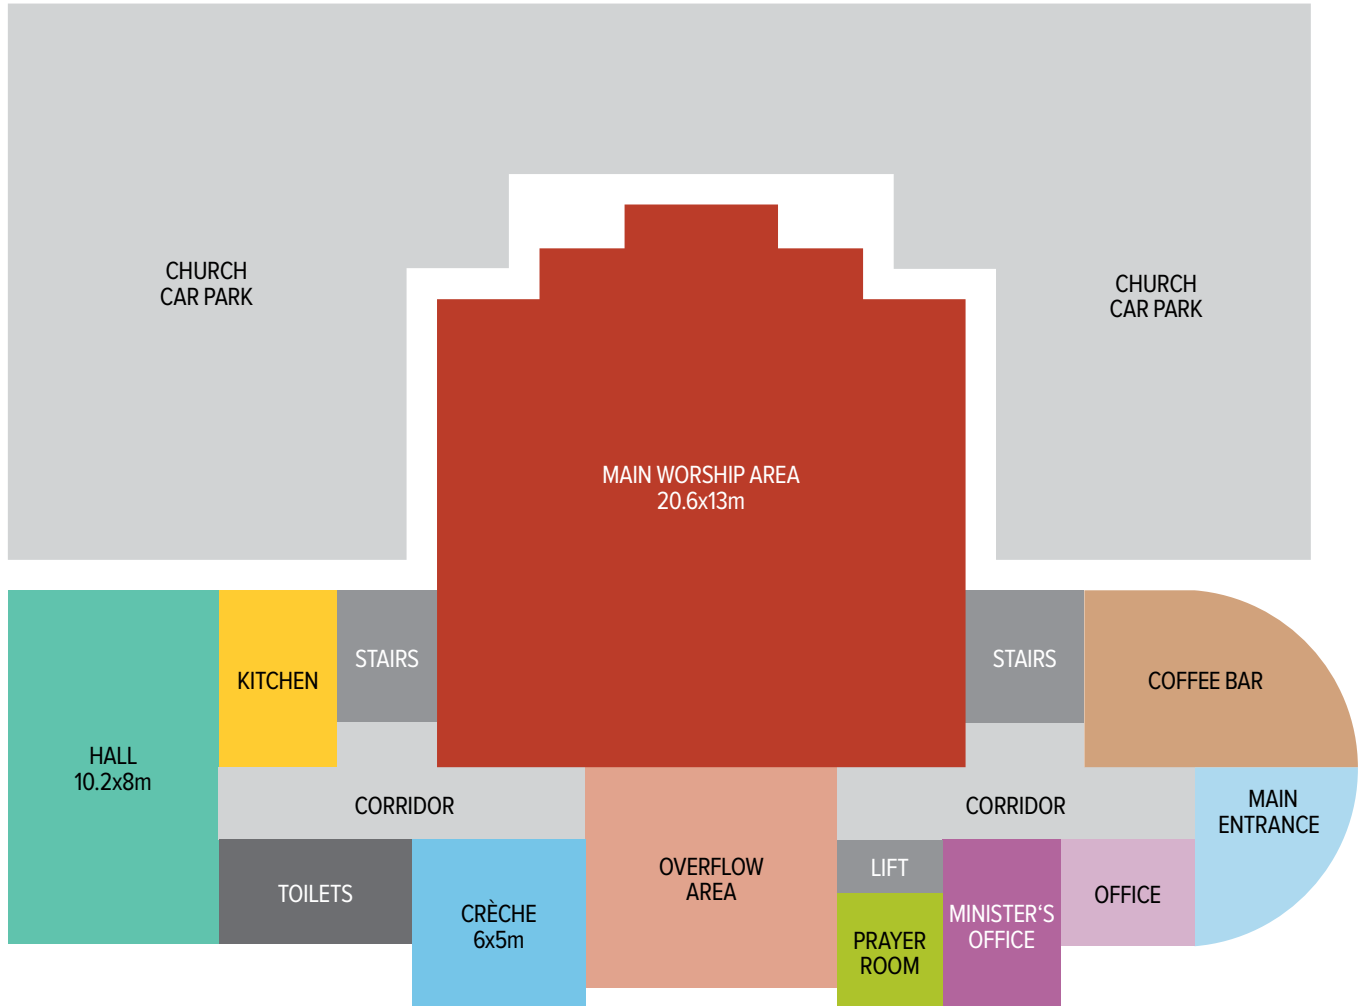 CHURCH
CAR PARK
CHURCH
CAR PARK
MAIN WORSHIP AREA
20.6x13m
STAIRS
KITCHEN
STAIRS
COFFEE BAR
HALL
10.2x8m
CORRIDOR
CORRIDOR
MAIN
ENTRANCE
TOILETS
CRÈCHE
6x5m
OVERFLOW
AREA
LIFT
PRAYER
ROOM
MINISTER‘S
OFFICE
OFFICE